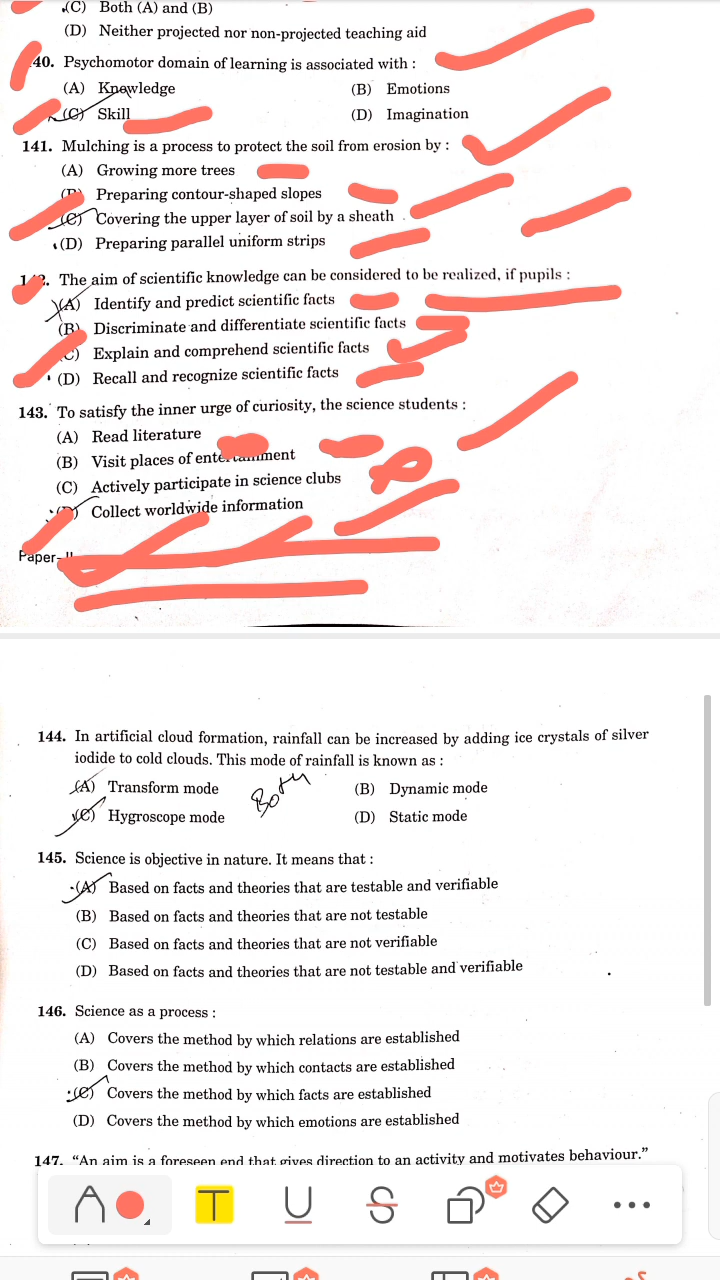 (C) Both (A) and (B)
(D) Neither projected nor non-projected teaching aid
40. Psychomotor domain of learning is associated with :
(A) Knowledge (B) Emotions
(C) Skill (D) Imagination
141. Mulching is a process to protect the soil from erosion by :
(A) Growing more trees
(B) Preparing contour-shaped slopes
(C) Covering the upper layer of soil by a sheath
(D) Preparing parallel uniform strips
142. The aim of scientific knowledge can be considered to be realized, if pupils :
(A) Identify and predict scientific facts
(B) Discriminate and differentiate scientific facts
(C) Explain and comprehend scientific facts
(D) Recall and recognize scientific facts
143. To satisfy the inner urge of curiosity, the science students :
(A) Read literature
(B) Visit places of entertainment
(C) Actively participate in science clubs
(D) Collect worldwide information
Paper-II
144. In artificial cloud formation, rainfall can be increased by adding ice crystals of silver
iodide to cold clouds. This mode of rainfall is known as :
(A) Transform mode Both (B) Dynamic mode
(C) Hygroscope mode (D) Static mode
145. Science is objective in nature. It means that :
(A) Based on facts and theories that are testable and verifiable
(B) Based on facts and theories that are not testable
(C) Based on facts and theories that are not verifiable
(D) Based on facts and theories that are not testable and verifiable
146. Science as a process :
(A) Covers the method by which relations are established
(B) Covers the method by which contacts are established
(C) Covers the method by which facts are established
(D) Covers the method by which emotions are established
147. “An aim is a foreseen end that gives direction to an activity and motivates behaviour.”
A T U S